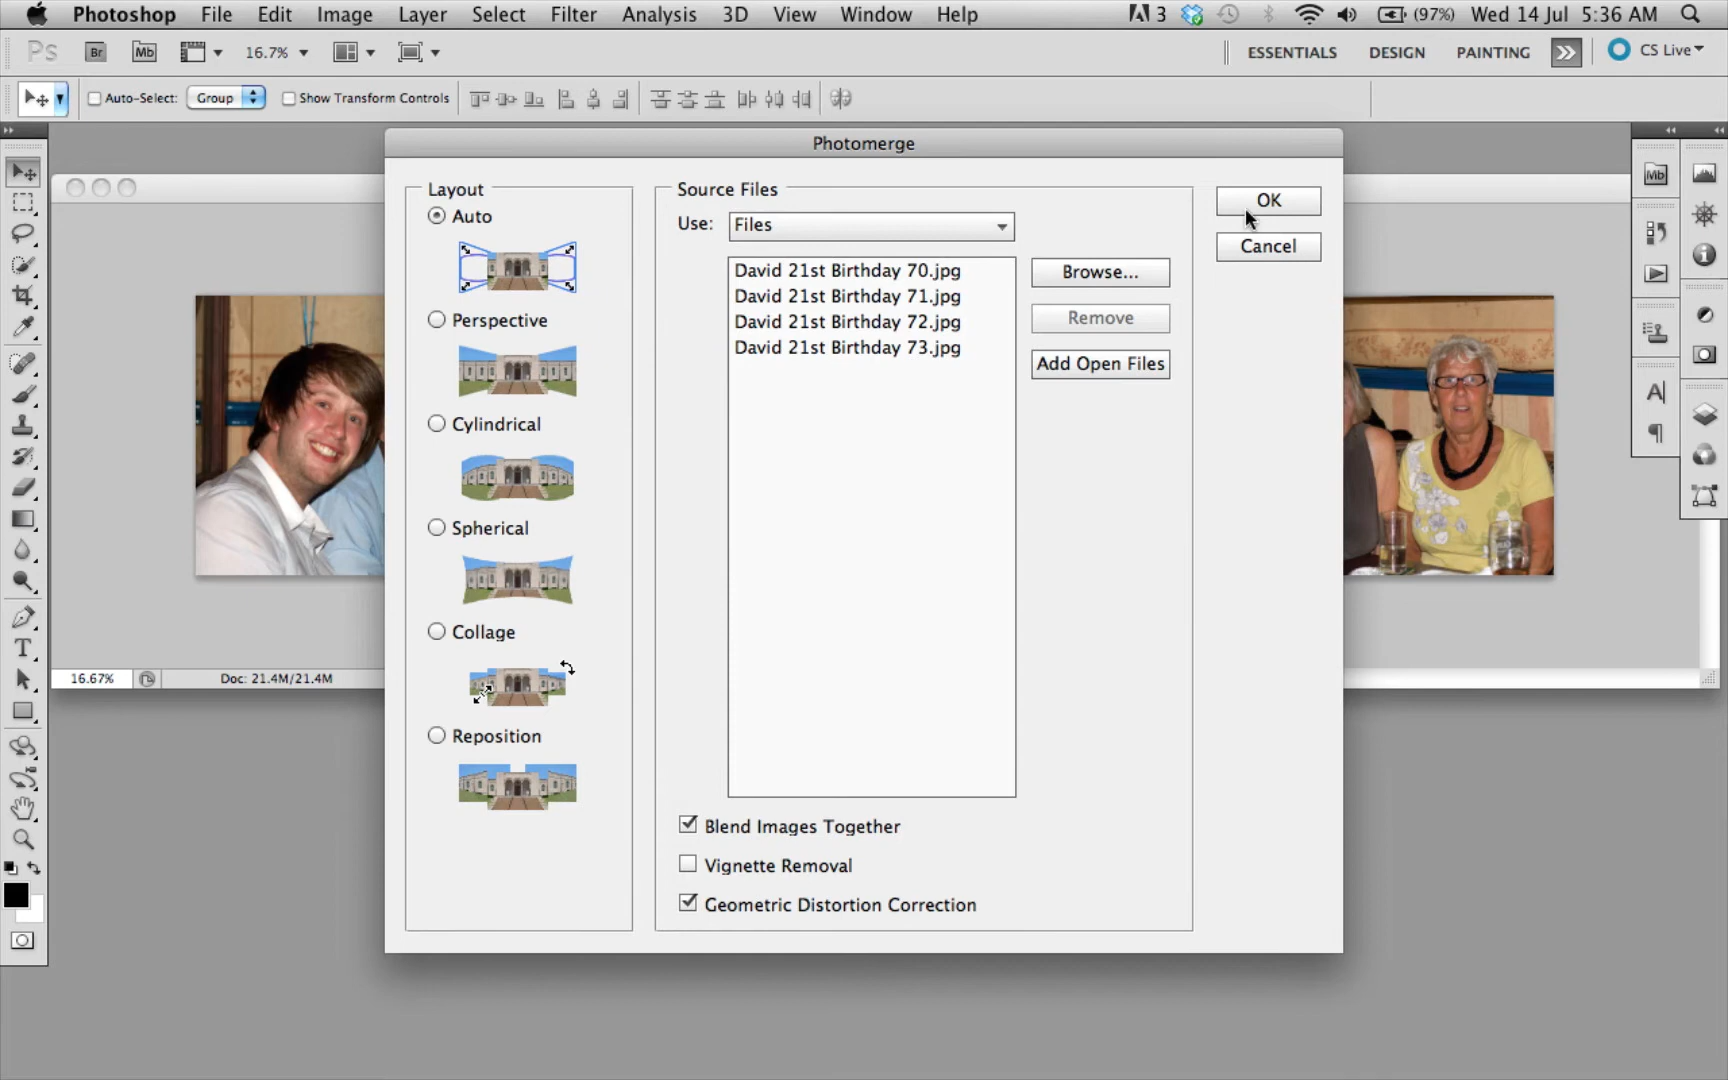 Photoshop File Edit Image Layer Select Filter Analysis 3D View Window Help 3 (97%) Wed 14 Jul 5:36 AM
Ps Br Mb 16.7% ESSENTIALS DESIGN PAINTING CS Live
Auto-Select: Group Show Transform Controls
Photomerge
Layout
Auto
Perspective
Cylindrical
Spherical
Collage
Reposition
Source Files
Use: Files
David 21st Birthday 70.jpg
David 21st Birthday 71.jpg
David 21st Birthday 72.jpg
David 21st Birthday 73.jpg
Browse...
Remove
Add Open Files
Blend Images Together
Vignette Removal
Geometric Distortion Correction
OK
Cancel
Mb
16.67% Doc: 21.4M/21.4M